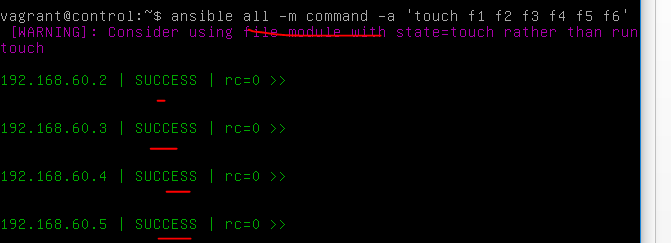 vagrant@control:~$ ansible all -m command -a 'touch f1 f2 f3 f4 f5 f6'
[WARNING]: Consider using file module with state=touch rather than run
touch
192.168.60.2 | SUCCESS | rc=0 >>
192.168.60.3 | SUCCESS | rc=0 >>
192.168.60.4 | SUCCESS | rc=0 >>
192.168.60.5 | SUCCESS | rc=0 >>